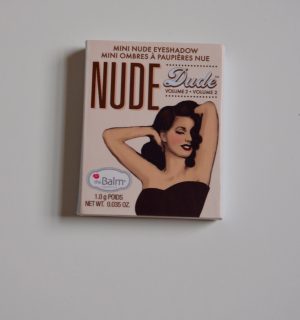 MINI NUDE EYESHADOW
MINI OMBRES À PAUPIÈRES NUE
NUDE Dude™
VOLUME 2 • VOLUME 2
theBalm®
1.0 g POIDS
NET WT. 0.035 OZ.